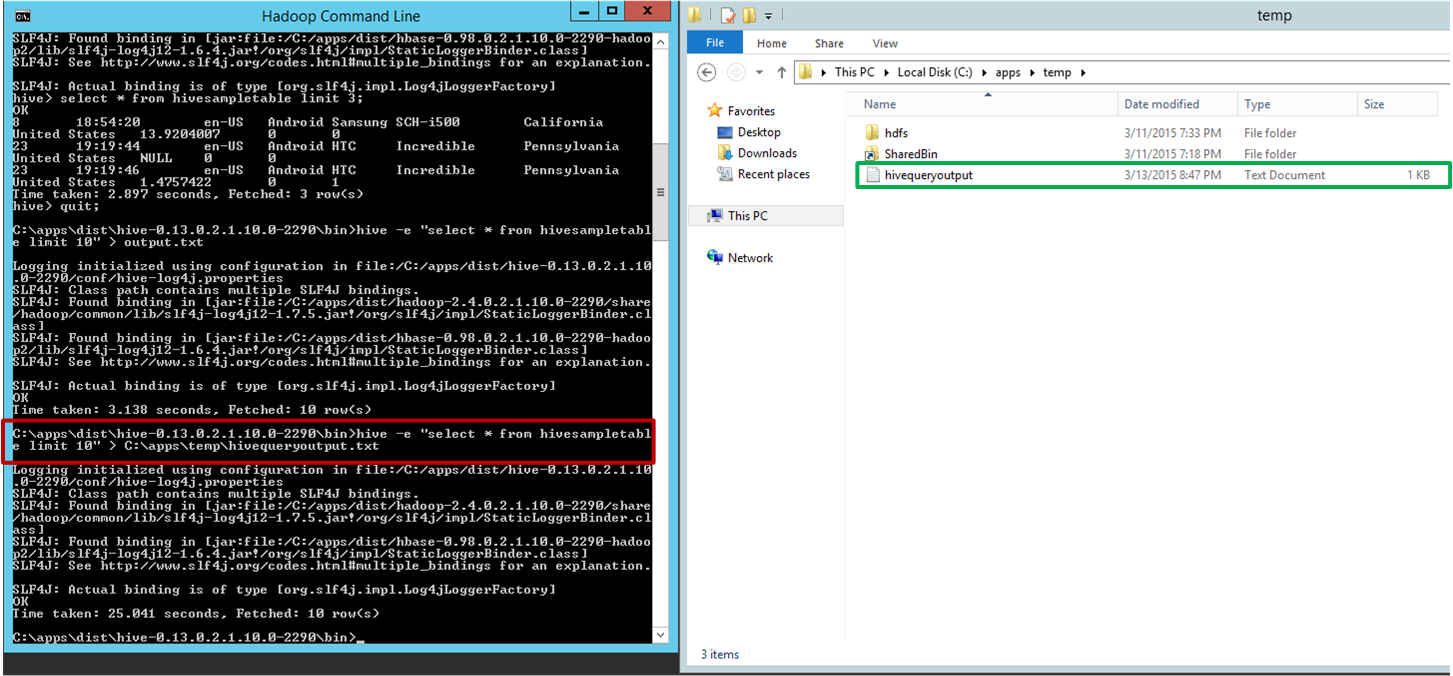 Hadoop Command Line
SLF4J: Found binding in [jar:file:/C:/apps/dist/hbase-0.98.0.2.1.10.0-2290-hadoo
p2/lib/slf4j-log4j12-1.6.4.jar!/org/slf4j/impl/StaticLoggerBinder.class]
SLF4J: See http://www.slf4j.org/codes.html#multiple_bindings for an explanation.
SLF4J: Actual binding is of type [org.slf4j.impl.Log4jLoggerFactory]
hive> select * from hivesampletable limit 3;
OK
8 18:54:20 en-US Android Samsung SCH-i500 California
United States 13.9204007 0 0
23 19:19:44 en-US Android HTC Incredible Pennsylvania
United States NULL 0 0
23 19:19:46 en-US Android HTC Incredible Pennsylvania
United States 1.4757422 0 1
Time taken: 2.897 seconds, Fetched: 3 row(s)
hive> quit;
C:\apps\dist\hive-0.13.0.2.1.10.0-2290\bin>hive -e "select * from hivesampletabl
e limit 10" > output.txt
Logging initialized using configuration in file:/C:/apps/dist/hive-0.13.0.2.1.10
.0-2290/conf/hive-log4j.properties
SLF4J: Class path contains multiple SLF4J bindings.
SLF4J: Found binding in [jar:file:/C:/apps/dist/hadoop-2.4.0.2.1.10.0-2290/share
/hadoop/common/lib/slf4j-log4j12-1.7.5.jar!/org/slf4j/impl/StaticLoggerBinder.cl
ass]
SLF4J: Found binding in [jar:file:/C:/apps/dist/hbase-0.98.0.2.1.10.0-2290-hadoo
p2/lib/slf4j-log4j12-1.6.4.jar!/org/slf4j/impl/StaticLoggerBinder.class]
SLF4J: See http://www.slf4j.org/codes.html#multiple_bindings for an explanation.
SLF4J: Actual binding is of type [org.slf4j.impl.Log4jLoggerFactory]
OK
Time taken: 3.138 seconds, Fetched: 10 row(s)
C:\apps\dist\hive-0.13.0.2.1.10.0-2290\bin>hive -e "select * from hivesampletabl
e limit 10" > C:\apps\temp\hivequeryoutput.txt
Logging initialized using configuration in file:/C:/apps/dist/hive-0.13.0.2.1.10
.0-2290/conf/hive-log4j.properties
SLF4J: Class path contains multiple SLF4J bindings.
SLF4J: Found binding in [jar:file:/C:/apps/dist/hadoop-2.4.0.2.1.10.0-2290/share
/hadoop/common/lib/slf4j-log4j12-1.7.5.jar!/org/slf4j/impl/StaticLoggerBinder.cl
ass]
SLF4J: Found binding in [jar:file:/C:/apps/dist/hbase-0.98.0.2.1.10.0-2290-hadoo
p2/lib/slf4j-log4j12-1.6.4.jar!/org/slf4j/impl/StaticLoggerBinder.class]
SLF4J: See http://www.slf4j.org/codes.html#multiple_bindings for an explanation.
SLF4J: Actual binding is of type [org.slf4j.impl.Log4jLoggerFactory]
OK
Time taken: 25.041 seconds, Fetched: 10 row(s)
C:\apps\dist\hive-0.13.0.2.1.10.0-2290\bin>_
temp
File Home Share View
This PC Local Disk (C:) apps temp
Favorites
Desktop
Downloads
Recent places
This PC
Network
Name Date modified Type Size
hdfs 3/11/2015 7:33 PM File folder
SharedBin 3/11/2015 7:18 PM File folder
hivequeryoutput 3/13/2015 8:47 PM Text Document 1 KB
3 items